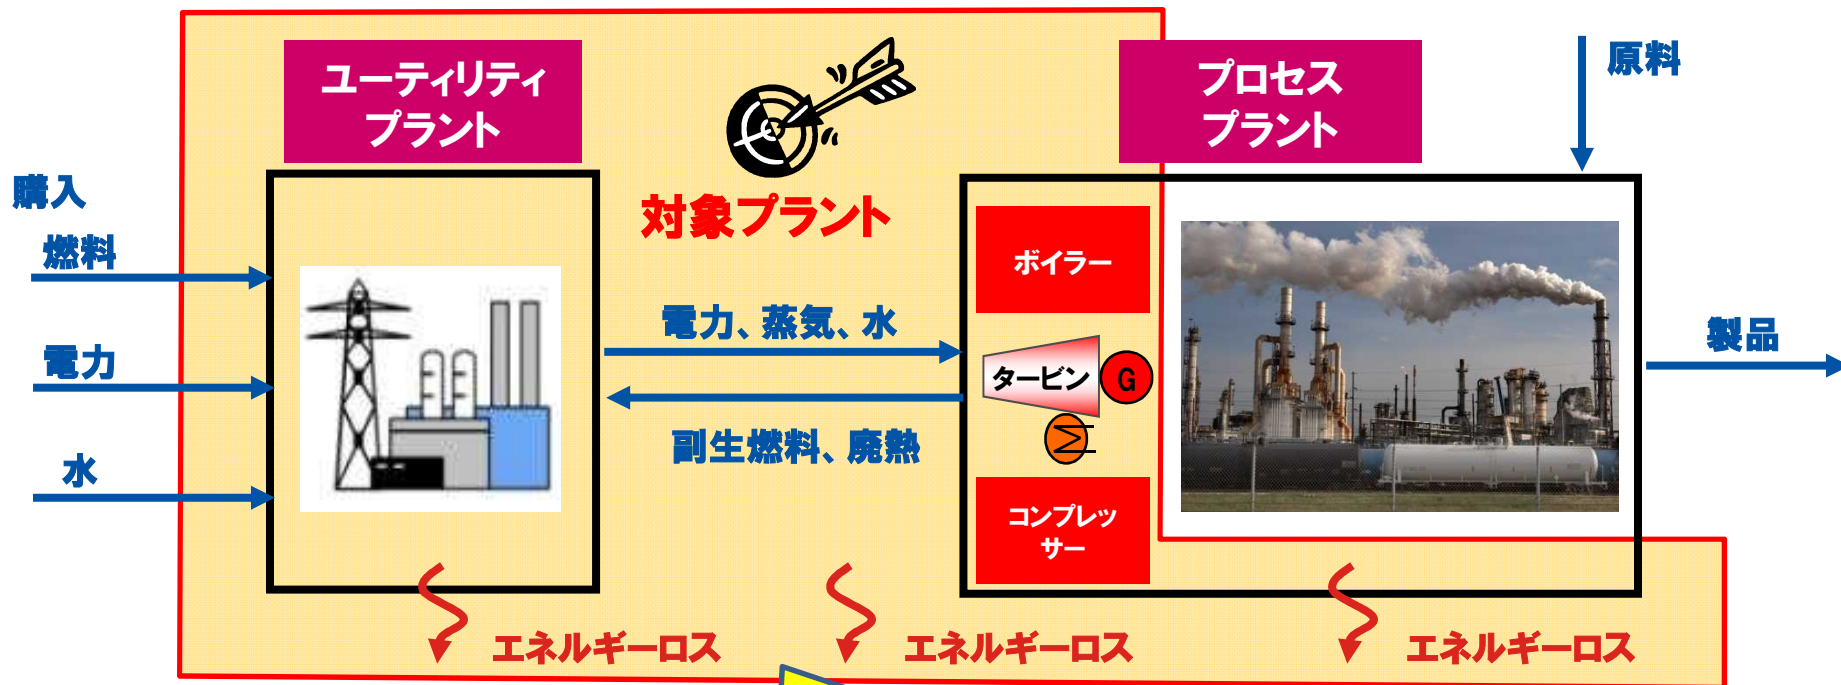 ユーティリティ
プラント
プロセス
プラント
原料
購入
燃料
電力
水
対象プラント
電力、蒸気、水
副生燃料、廃熱
ボイラー
タービン
G
コンプレッ
サー
製品
エネルギーロス
エネルギーロス
エネルギーロス